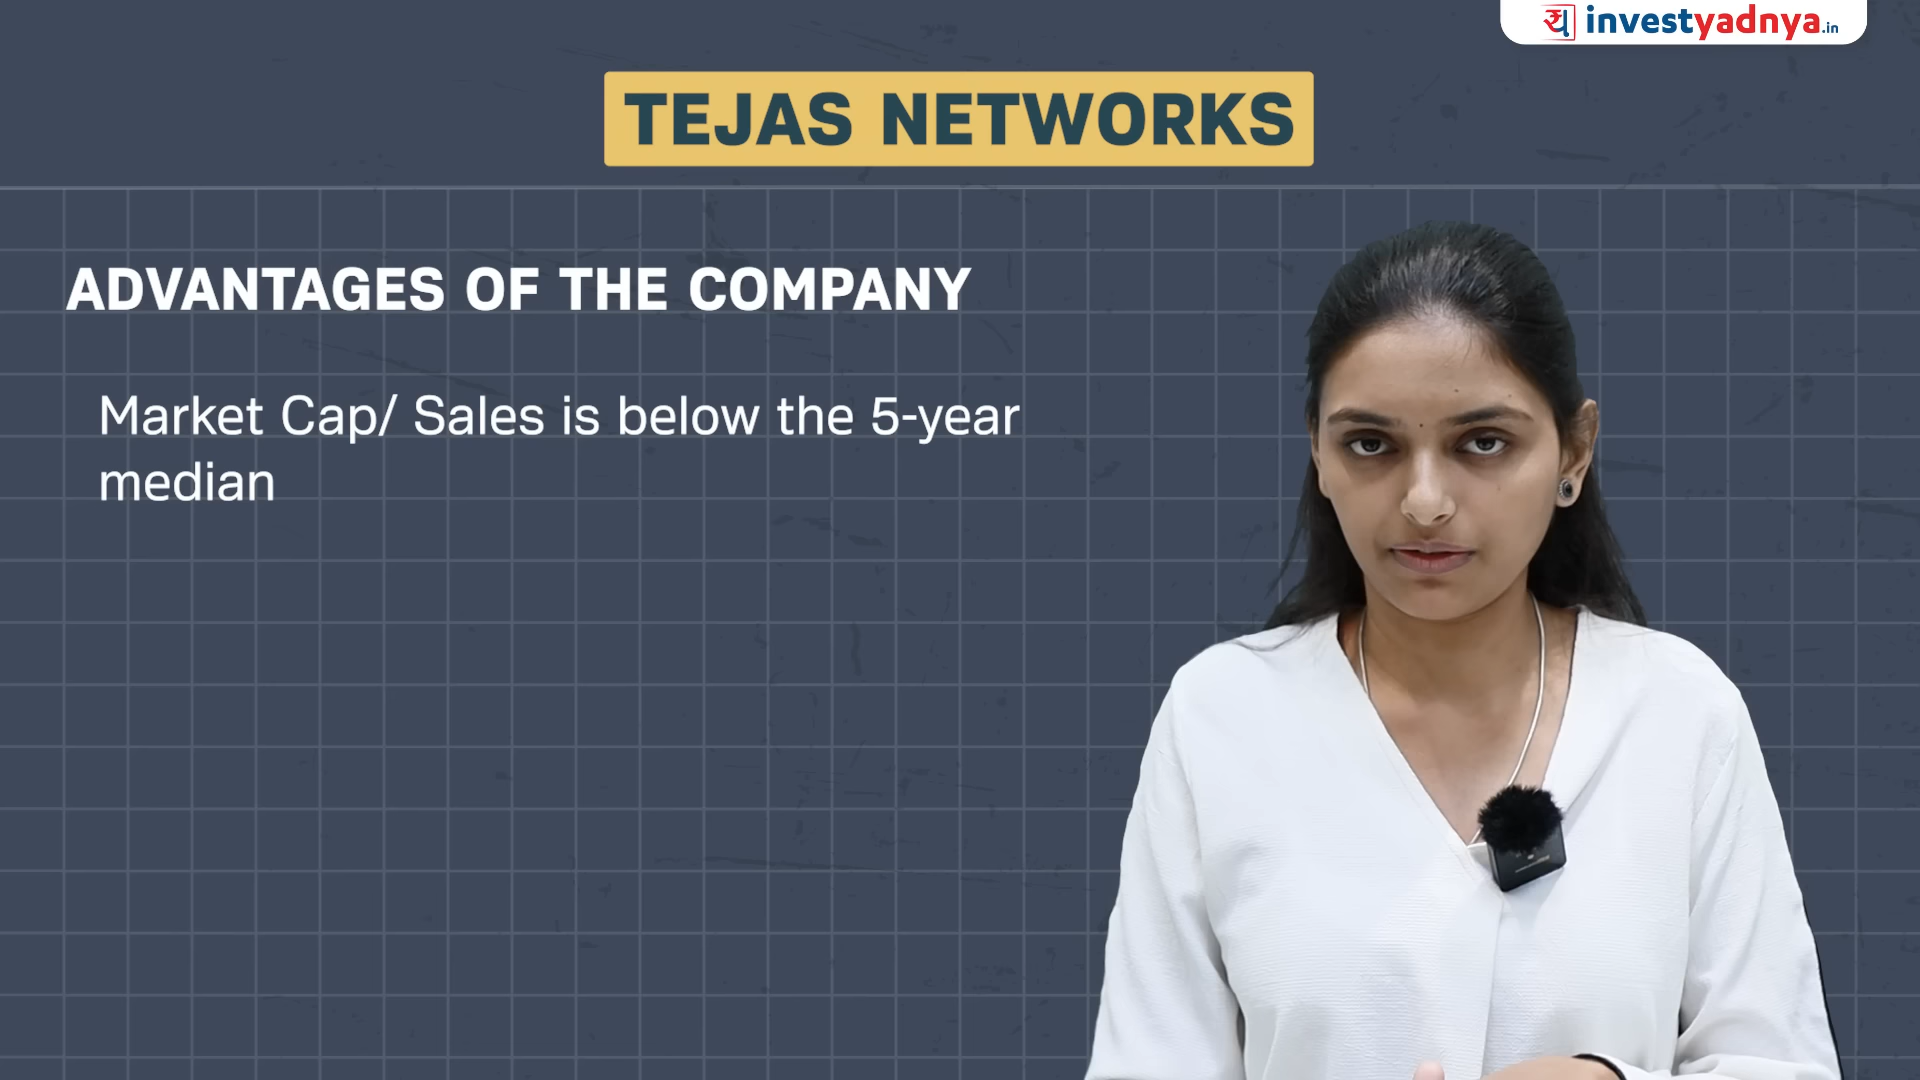 investyadnya.in
TEJAS NETWORKS
ADVANTAGES OF THE COMPANY
Market Cap/ Sales is below the 5-year
median